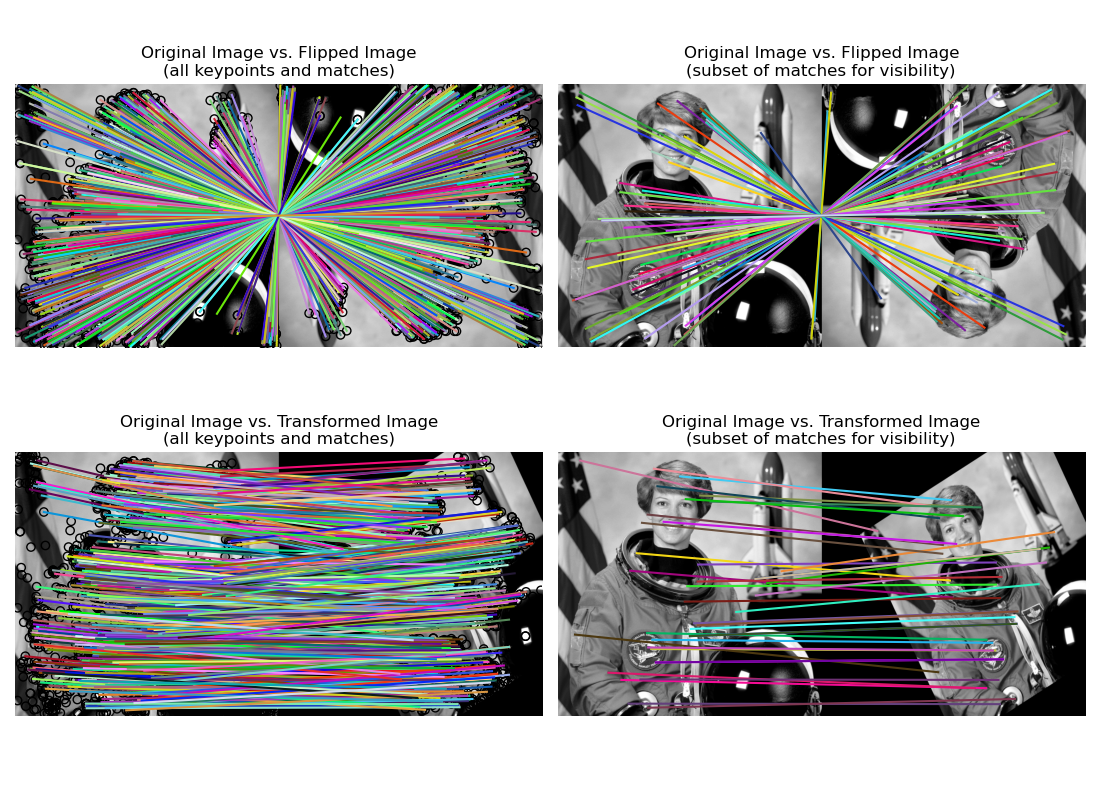 Original Image vs. Flipped Image
(all keypoints and matches)
Original Image vs. Flipped Image
(subset of matches for visibility)
Original Image vs. Transformed Image
(all keypoints and matches)
Original Image vs. Transformed Image
(subset of matches for visibility)